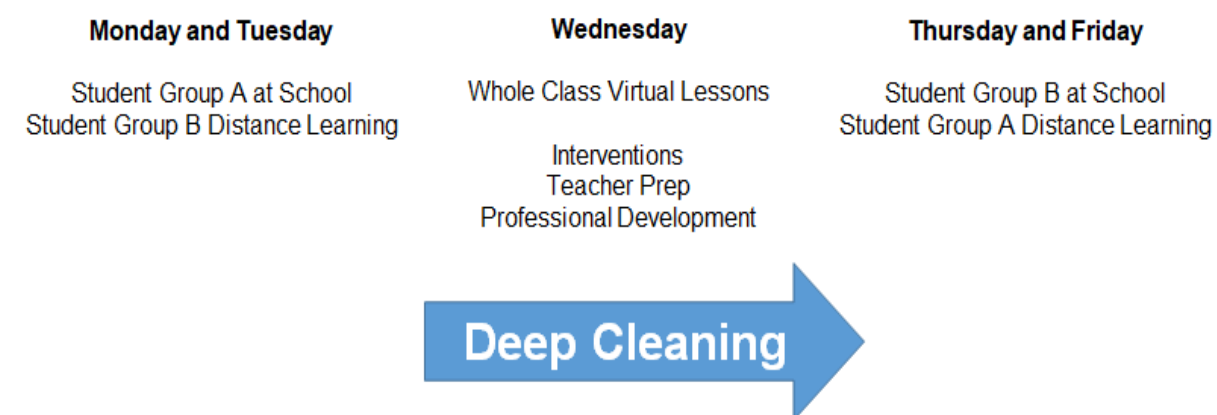 Monday and Tuesday
Student Group A at School
Student Group B Distance Learning
Wednesday
Whole Class Virtual Lessons
Interventions
Teacher Prep
Professional Development
Thursday and Friday
Student Group B at School
Student Group A Distance Learning
Deep Cleaning